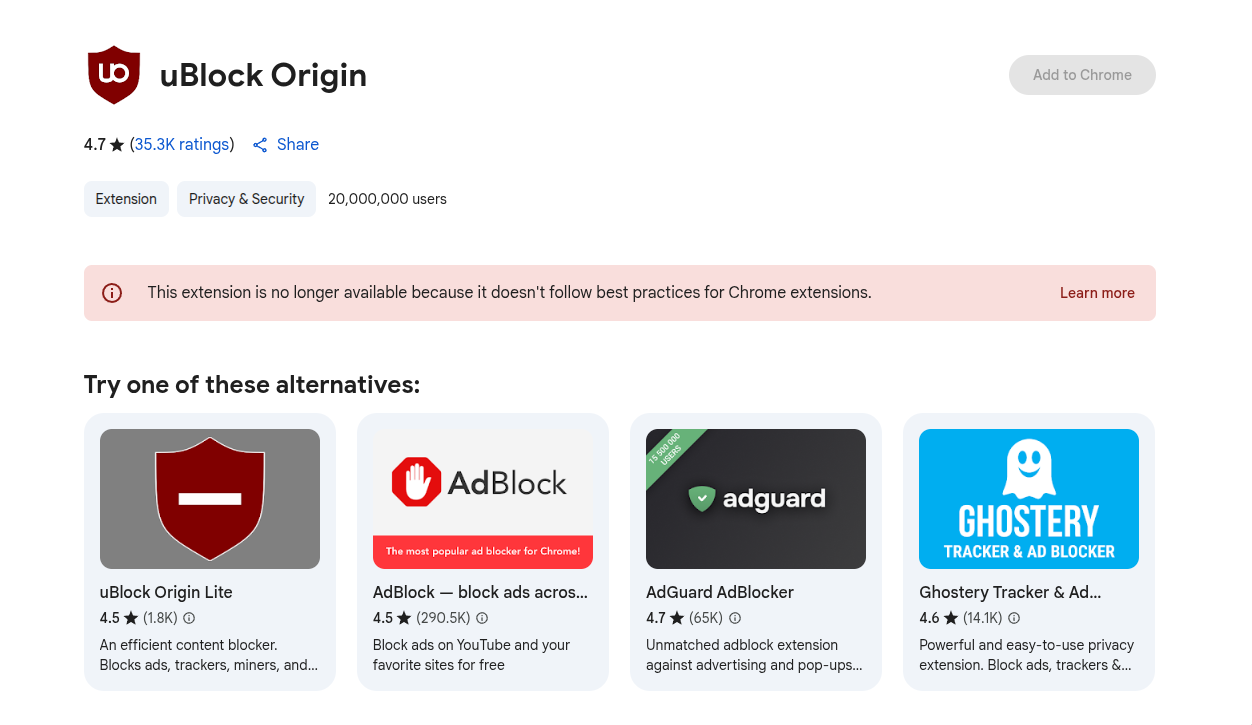 uBlock Origin
Add to Chrome
4.7 ★ (35.3K ratings) Share
Extension Privacy & Security 20,000,000 users
This extension is no longer available because it doesn't follow best practices for Chrome extensions. Learn more
Try one of these alternatives:
AdBlock
The most popular ad blocker for Chrome!
15 500 000
USERS
adguard
GHOSTERY
TRACKER & AD BLOCKER
uBlock Origin Lite
4.5 ★ (1.8K)
An efficient content blocker.
Blocks ads, trackers, miners, and...
AdBlock — block ads acros...
4.5 ★ (290.5K)
Block ads on YouTube and your
favorite sites for free
AdGuard AdBlocker
4.7 ★ (65K)
Unmatched adblock extension
against advertising and pop-ups...
Ghostery Tracker & Ad...
4.6 ★ (14.1K)
Powerful and easy-to-use privacy
extension. Block ads, trackers &...